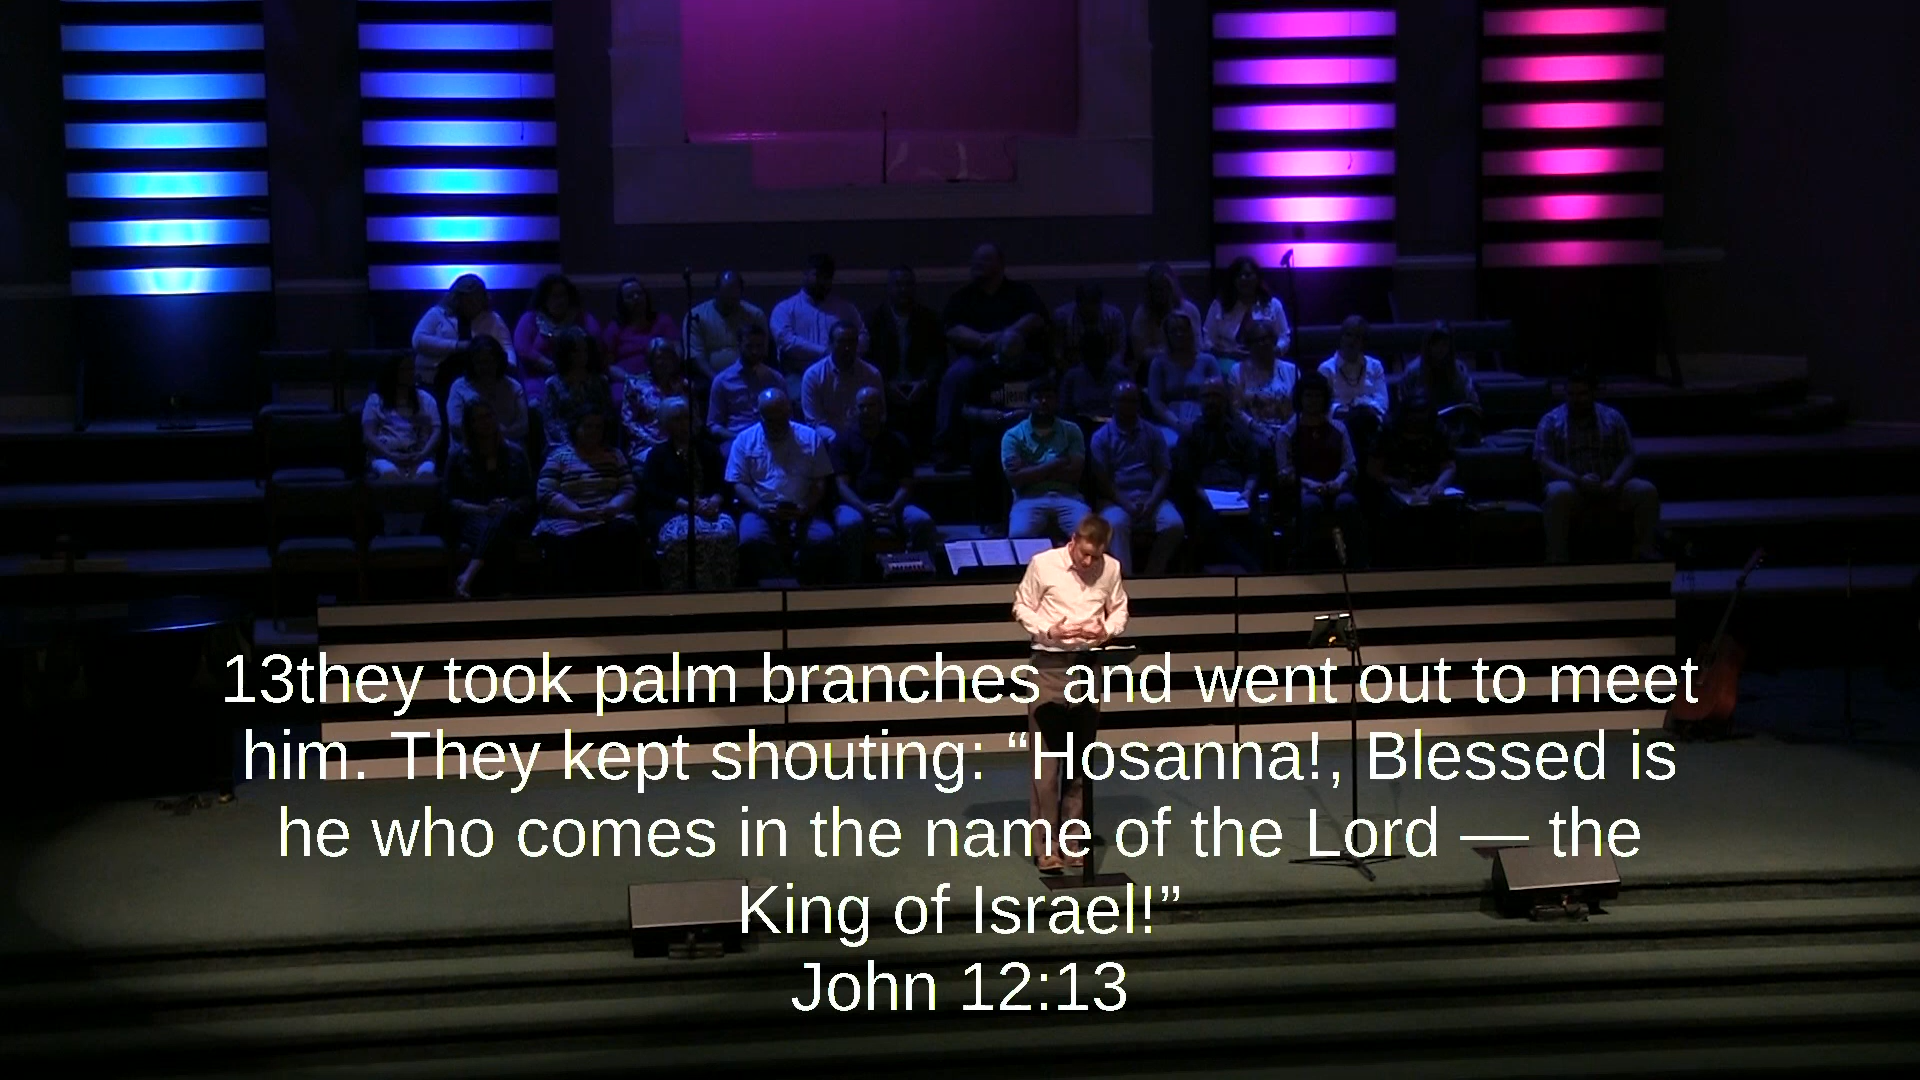 13they took palm branches and went out to meet
him. They kept shouting: “Hosanna!, Blessed is
he who comes in the name of the Lord — the
King of Israel!”
John 12:13